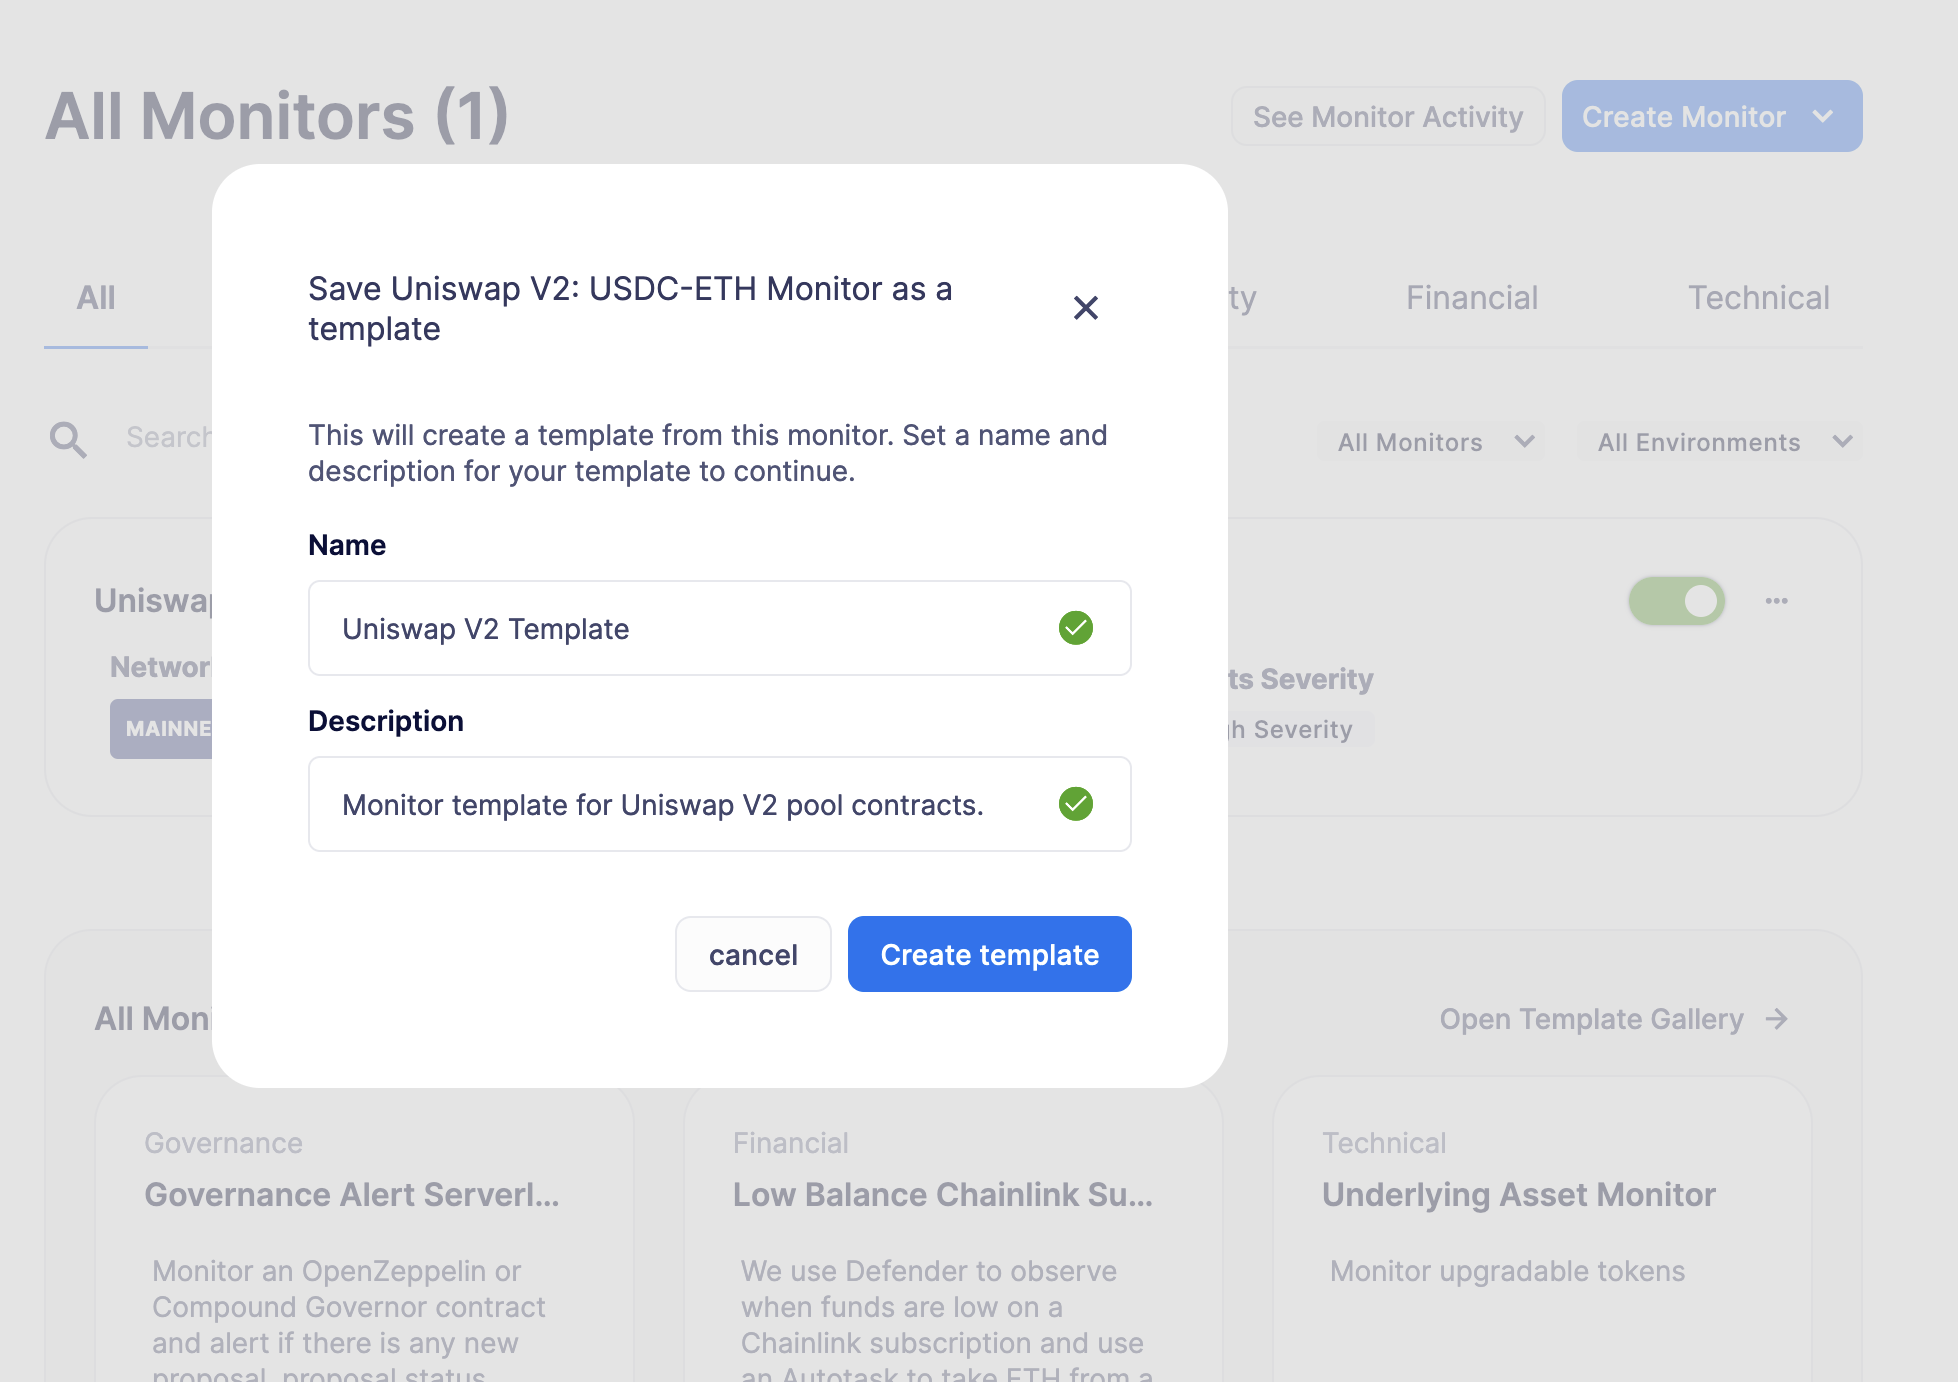 All Monitors (1)
See Monitor Activity
Create Monitor
Save Uniswap V2: USDC-ETH Monitor as a
template
All
Financial
Technical
This will create a template from this monitor. Set a name and
description for your template to continue.
Search
All Monitors
All Environments
Name
Uniswap V2 Template
Description
Monitor template for Uniswap V2 pool contracts.
ts Severity
gh Severity
cancel
Create template
All Moni
Open Template Gallery
Governance
Governance Alert Serverl...
Monitor an OpenZeppelin or
Compound Governor contract
and alert if there is any new
proposal, proposal status
Financial
Low Balance Chainlink Su...
We use Defender to observe
when funds are low on a
Chainlink subscription and use
an Autotask to take ETH from a
Technical
Underlying Asset Monitor
Monitor upgradable tokens